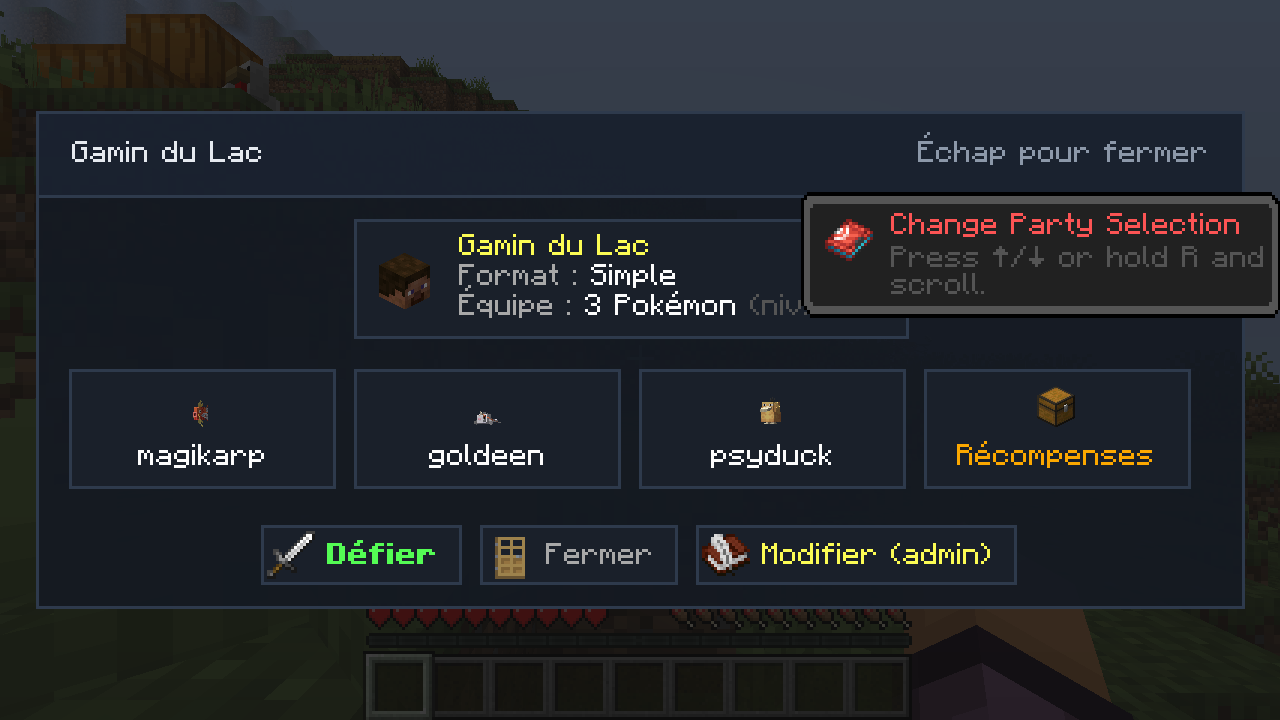 Gamin du Lac
Échap pour fermer
Change Party Selection
Press ↑/↓ or hold R and
scroll.
Gamin du Lac
Format : Simple
Équipe : 3 Pokémon (niv.
magikarp
goldeen
psyduck
Récompenses
Défier
Fermer
Modifier (admin)